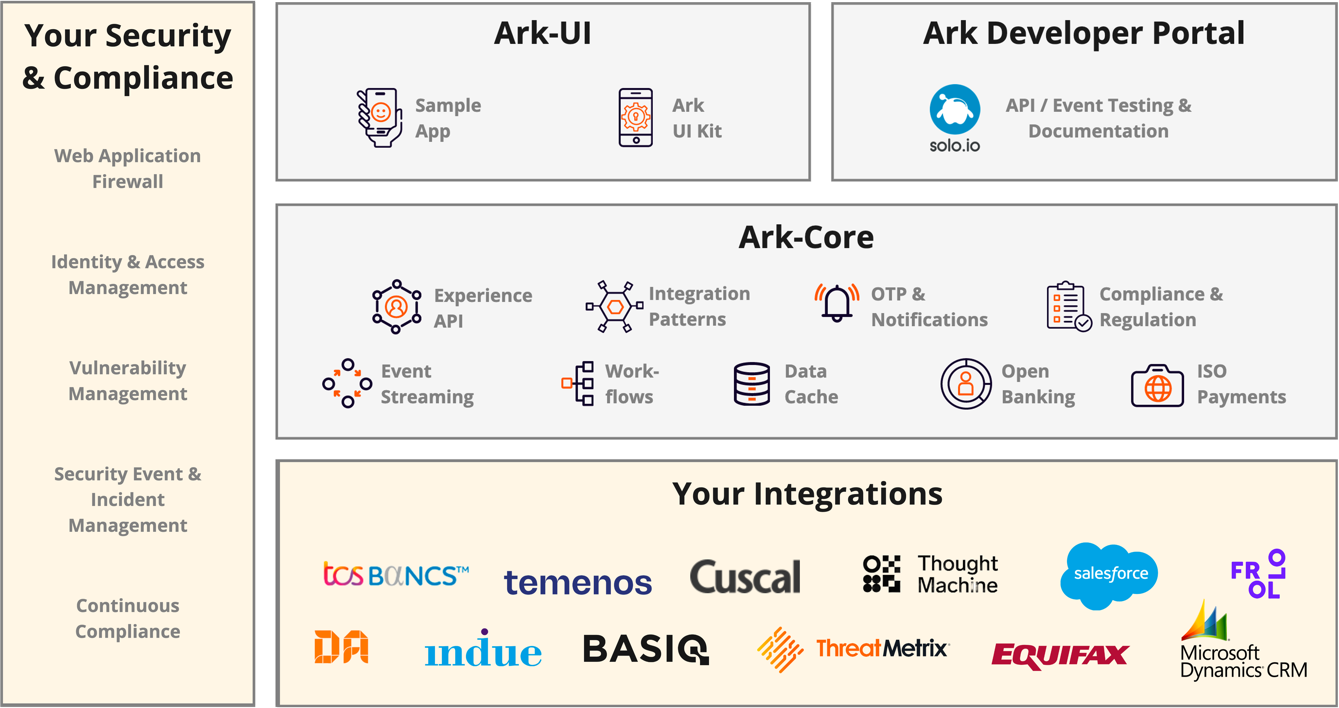 Your Security
& Compliance
Web Application
Firewall
Identity & Access
Management
Vulnerability
Management
Security Event &
Incident
Management
Continuous
Compliance
Ark-UI
Sample
App
Ark
UI Kit
Ark Developer Portal
solo.io
API / Event Testing &
Documentation
Ark-Core
Experience
API
Integration
Patterns
OTP &
Notifications
Compliance &
Regulation
Event
Streaming
Work-
flows
Data
Cache
Open
Banking
ISO
Payments
Your Integrations
tcs BαNCS™
temenos
Cuscal
Thought
Machine
salesforce
FR
OLLO
DA
indue
BASIQ
ThreatMetrix
EQUIFAX
Microsoft
Dynamics CRM